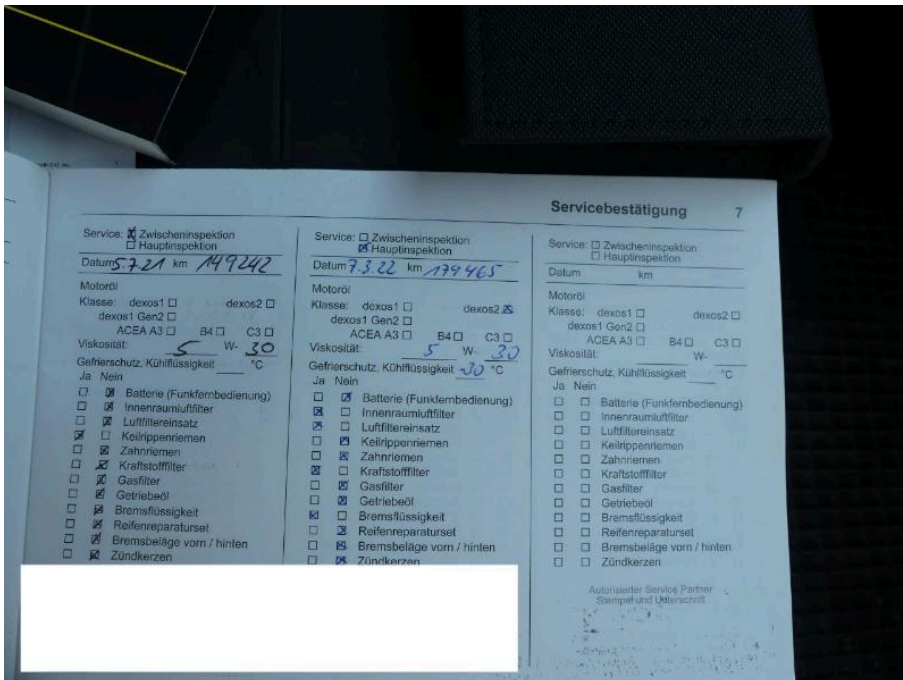 Servicebestätigung 7
Service: ☒ Zwischeninspektion
☐ Hauptinspektion
Datum 5.7.21 km 149242
Motoröl
Klasse: dexos1 ☐ dexos2 ☐
dexos1 Gen2 ☐
ACEA A3 ☐ B4 ☐ C3 ☐
Viskosität: 5 W- 30
Gefrierschutz, Kühlflüssigkeit °C
Ja Nein
☐ ☒ Batterie (Funkfernbedienung)
☐ ☒ Innenraumluftfilter
☐ ☒ Luftfiltereinsatz
☒ ☐ Keilrippenriemen
☐ ☒ Zahnriemen
☐ ☒ Kraftstofffilter
☐ ☒ Gasfilter
☐ ☒ Getriebeöl
☐ ☒ Bremsflüssigkeit
☐ ☒ Reifenreparaturset
☐ ☒ Bremsbeläge vorn / hinten
☐ ☒ Zündkerzen
Service: ☐ Zwischeninspektion
☒ Hauptinspektion
Datum 7.3.22 km 179465
Motoröl
Klasse: dexos1 ☐ dexos2 ☒
dexos1 Gen2 ☐
ACEA A3 ☐ B4 ☐ C3 ☐
Viskosität: 5 W- 30
Gefrierschutz, Kühlflüssigkeit -30 °C
Ja Nein
☐ ☒ Batterie (Funkfernbedienung)
☒ ☐ Innenraumluftfilter
☒ ☐ Luftfiltereinsatz
☐ ☒ Keilrippenriemen
☐ ☒ Zahnriemen
☒ ☐ Kraftstofffilter
☐ ☒ Gasfilter
☐ ☒ Getriebeöl
☒ ☐ Bremsflüssigkeit
☐ ☒ Reifenreparaturset
☐ ☒ Bremsbeläge vorn / hinten
☐ ☒ Zündkerzen
Service: ☐ Zwischeninspektion
☐ Hauptinspektion
Datum km
Motoröl
Klasse: dexos1 ☐ dexos2 ☐
dexos1 Gen2 ☐
ACEA A3 ☐ B4 ☐ C3 ☐
Viskosität: W-
Gefrierschutz, Kühlflüssigkeit °C
Ja Nein
☐ ☐ Batterie (Funkfernbedienung)
☐ ☐ Innenraumluftfilter
☐ ☐ Luftfiltereinsatz
☐ ☐ Keilrippenriemen
☐ ☐ Zahnriemen
☐ ☐ Kraftstofffilter
☐ ☐ Gasfilter
☐ ☐ Getriebeöl
☐ ☐ Bremsflüssigkeit
☐ ☐ Reifenreparaturset
☐ ☐ Bremsbeläge vorn / hinten
☐ ☐ Zündkerzen
Autorisierter Service Partner
Stempel und Unterschrift